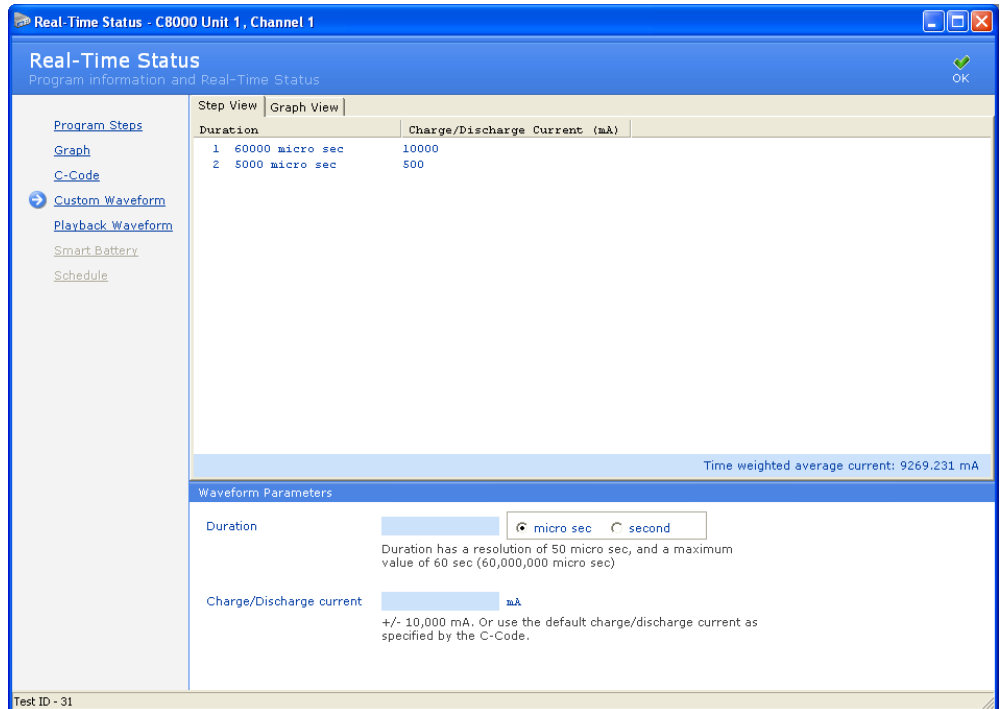 Real-Time Status - C8000 Unit 1, Channel 1
Real-Time Status
Program information and Real-Time Status
OK
Program Steps
Graph
C-Code
Custom Waveform
Playback Waveform
Smart Battery
Schedule
Step View Graph View
Duration Charge/Discharge Current (mA)
1 60000 micro sec 10000
2 5000 micro sec 500
Time weighted average current: 9269.231 mA
Waveform Parameters
Duration micro sec second
Duration has a resolution of 50 micro sec, and a maximum
value of 60 sec (60,000,000 micro sec)
Charge/Discharge current mA
+/- 10,000 mA. Or use the default charge/discharge current as
specified by the C-Code.
Test ID - 31